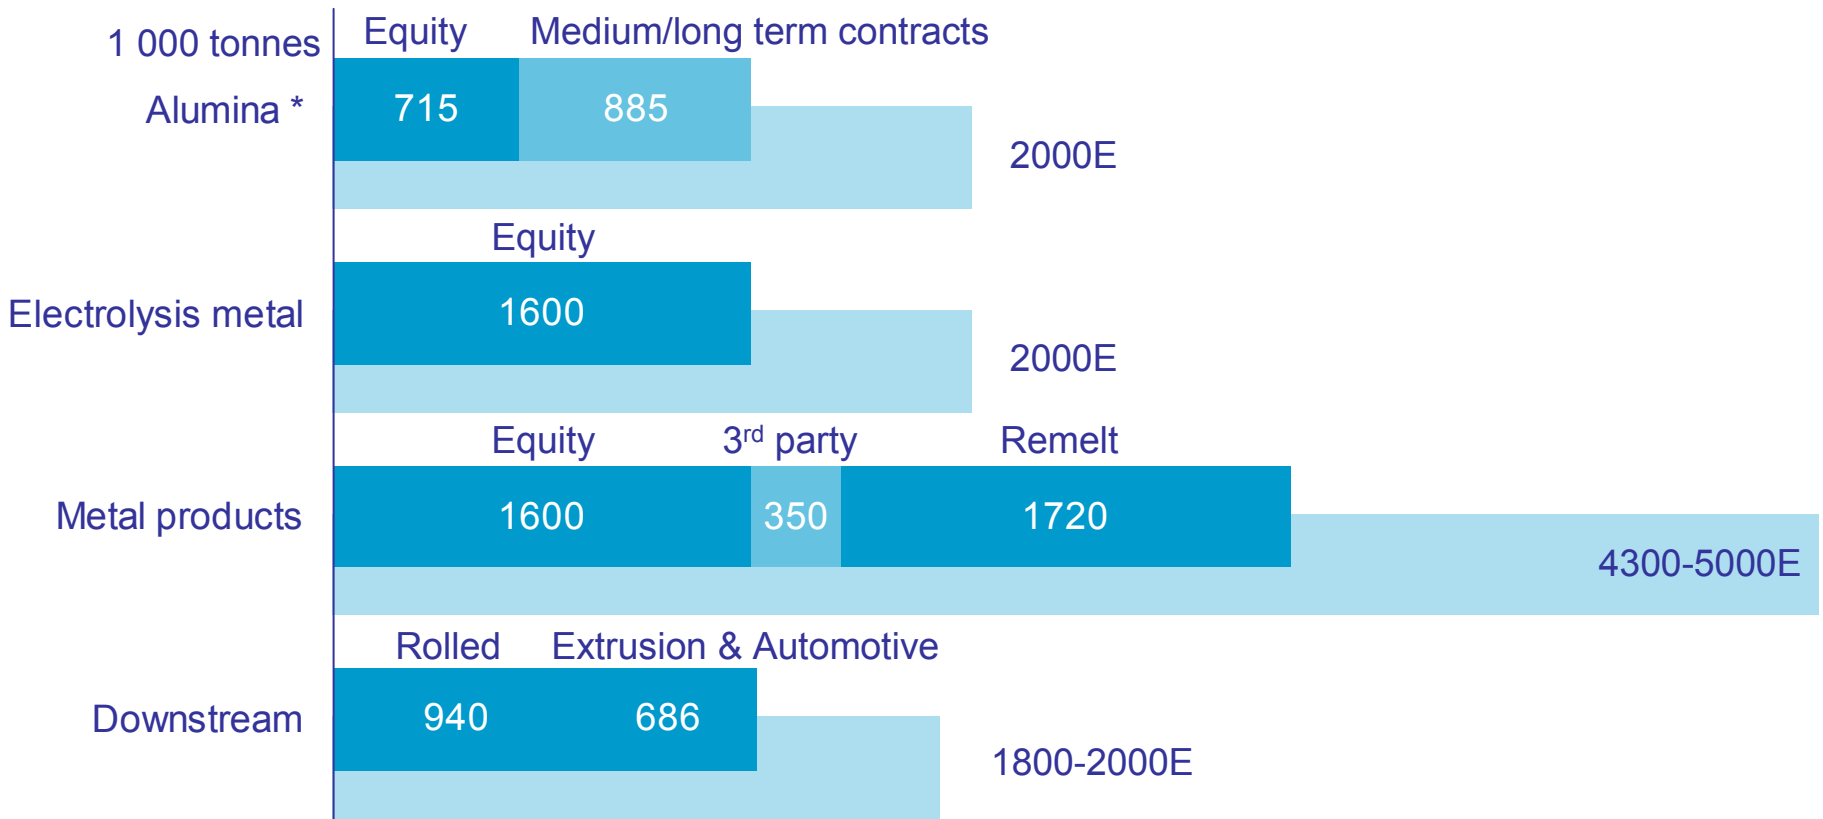 1 000 tonnes
Equity
Medium/long term contracts
Alumina *
715
885
2000E
Equity
Electrolysis metal
1600
2000E
Equity
3rd party
Remelt
Metal products
1600
350
1720
4300-5000E
Rolled
Extrusion & Automotive
Downstream
940
686
1800-2000E